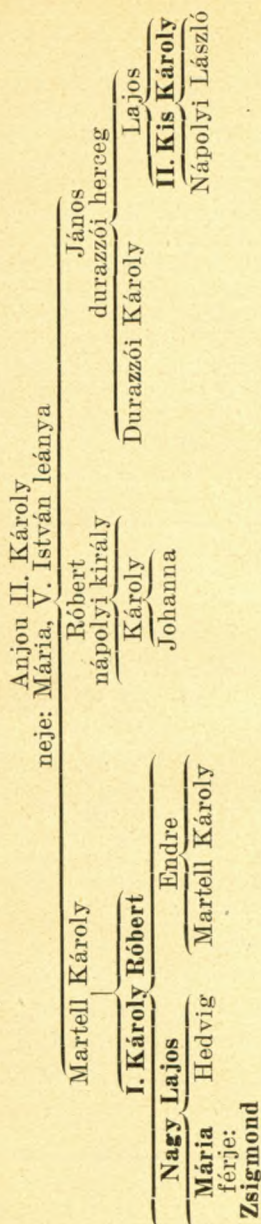 Anjou II. Károly
neje: Mária, V. István leánya
Martell Károly
Róbert
nápolyi király
János
durazzói herceg
I. Károly Róbert
Károly
Durazzói Károly
Lajos
Nagy Lajos
Endre
Johanna
II. Kis Károly
Mária
férje:
Zsigmond
Hedvig
Martell Károly
Nápolyi László